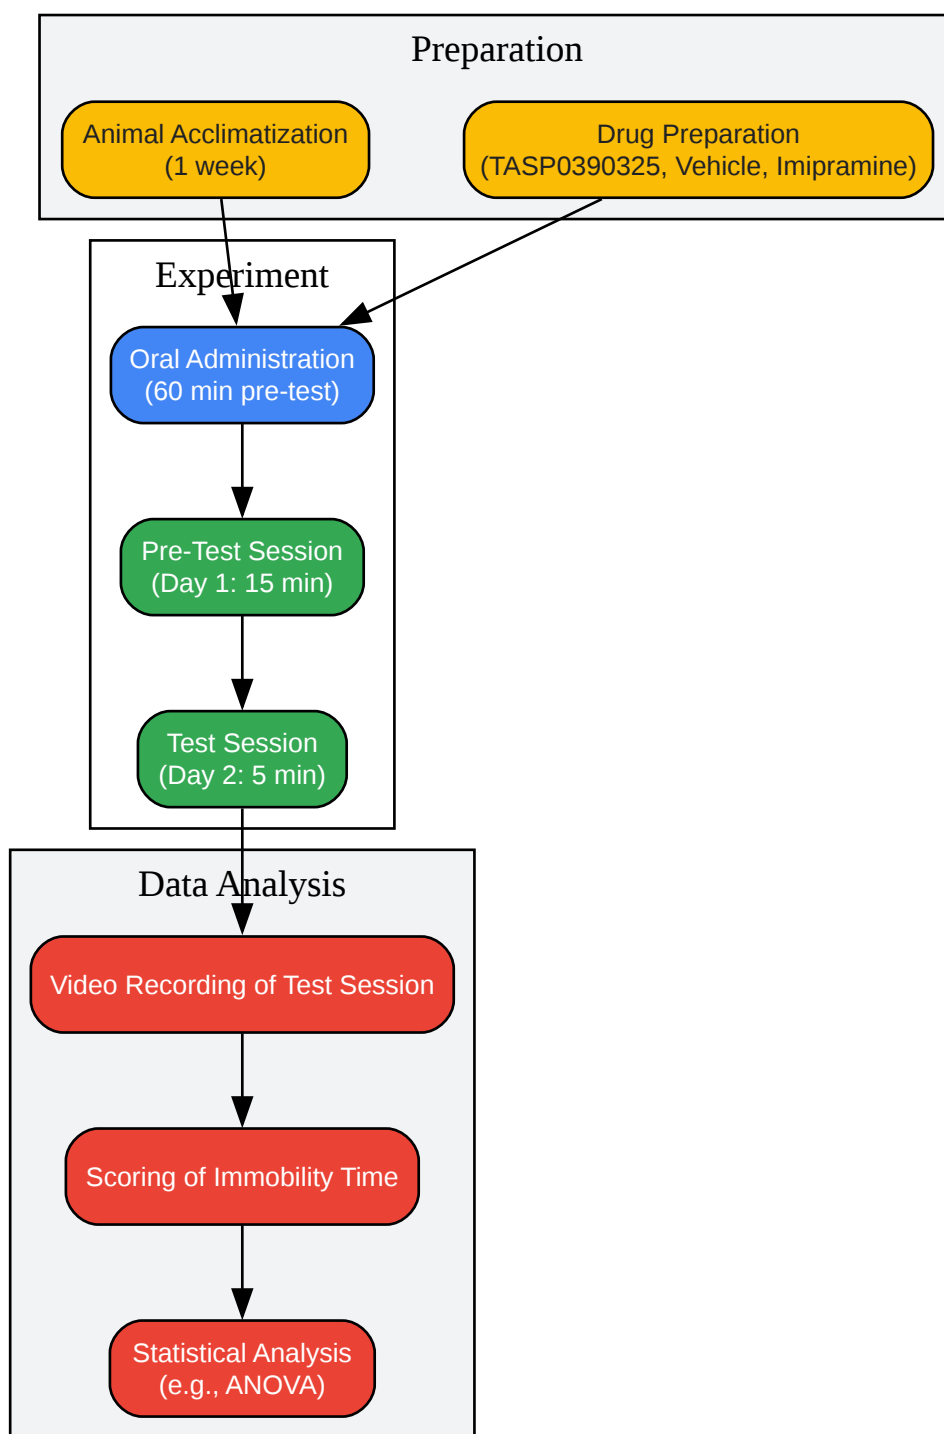 Preparation
Animal Acclimatization
(1 week)
Drug Preparation
(TASP0390325, Vehicle, Imipramine)
Experiment
Oral Administration
(60 min pre-test)
Pre-Test Session
(Day 1: 15 min)
Test Session
(Day 2: 5 min)
Data Analysis
Video Recording of Test Session
Scoring of Immobility Time
Statistical Analysis
(e.g., ANOVA)